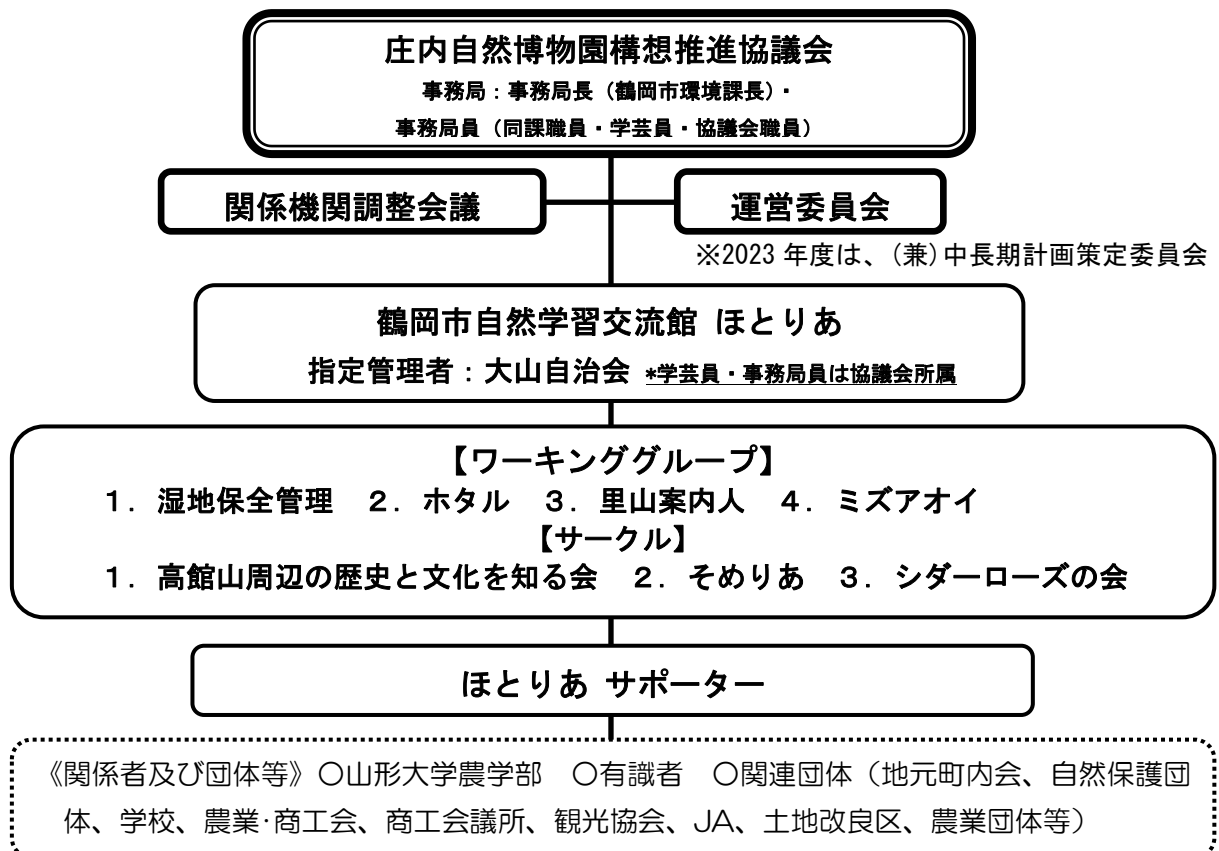 庄内自然博物園構想推進協議会
事務局：事務局長（鶴岡市環境課長）・
事務局員（同課職員・学芸員・協議会職員）
関係機関調整会議
運営委員会
※2023年度は、(兼)中長期計画策定委員会
鶴岡市自然学習交流館 ほとりあ
指定管理者：大山自治会 *学芸員・事務局員は協議会所属
【ワーキンググループ】
１．湿地保全管理　２．ホタル　３．里山案内人　４．ミズアオイ
【サークル】
１．高館山周辺の歴史と文化を知る会　２．そめりあ　３．シダーローズの会
ほとりあ サポーター
《関係者及び団体等》〇山形大学農学部　〇有識者　〇関連団体（地元町内会、自然保護団
体、学校、農業・商工会、商工会議所、観光協会、JA、土地改良区、農業団体等）